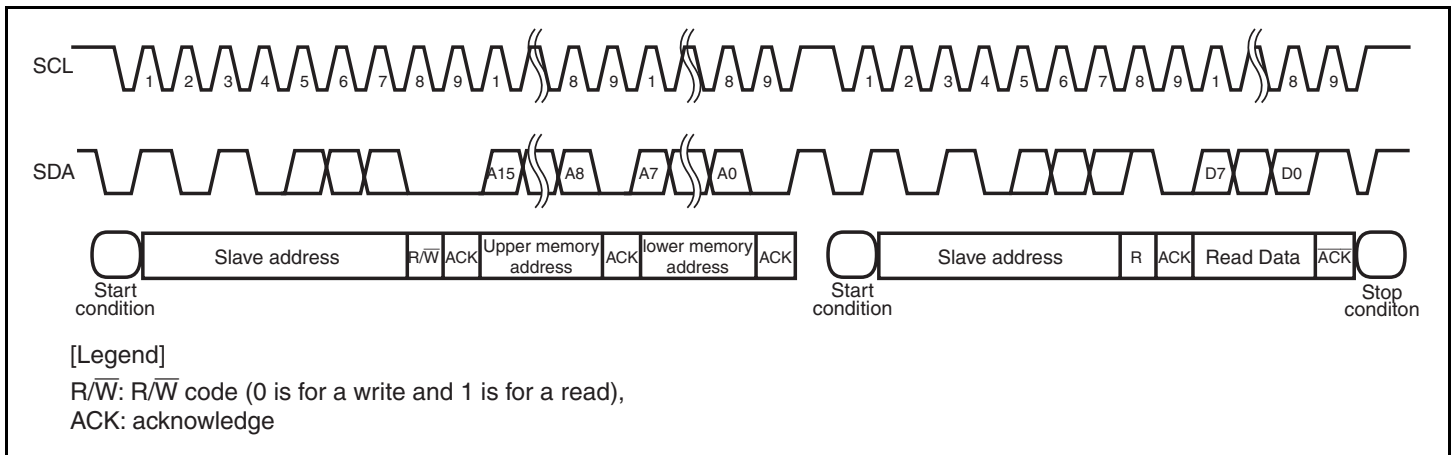 SCL
1 2 3 4 5 6 7 8 9 1 8 9 1 8 9 1 2 3 4 5 6 7 8 9 1 8 9
SDA
A15 A8 A7 A0 D7 D0
Slave address R/W̅ ACK Upper memory address ACK lower memory address ACK Slave address R ACK Read Data A̅C̅K̅
Start condition
Start condition
Stop conditon
[Legend]
R/W̅: R/W̅ code (0 is for a write and 1 is for a read),
ACK: acknowledge